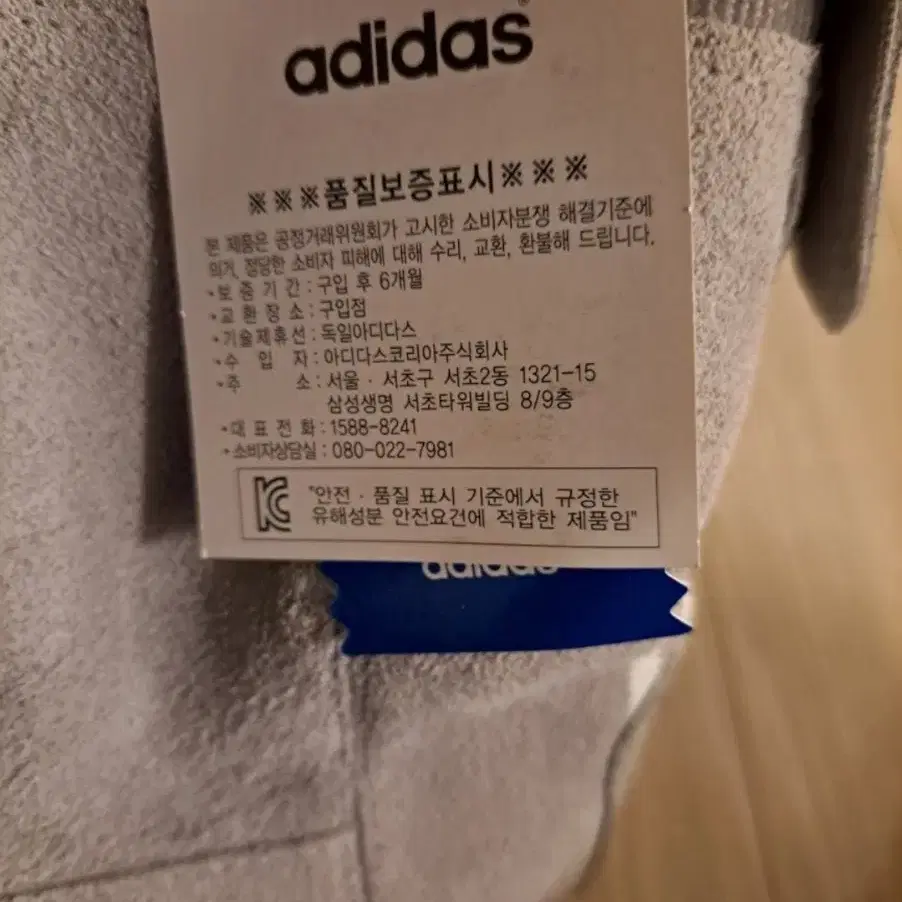 adidas®
※※※품질보증표시※※※
본 제품은 공정거래위원회가 고시한 소비자분쟁 해결기준에
의거, 정당한 소비자 피해에 대해 수리, 교환, 환불해 드립니다.
•보 증 기 간 : 구입 후 6개월
•교 환 장 소 : 구입점
•기술제휴선 : 독일아디다스
•수 입 자 : 아디다스코리아주식회사
•주 소 : 서울 · 서초구 서초2동 1321-15
삼성생명 서초타워빌딩 8/9층
•대 표 전 화 : 1588-8241
•소비자상담실 : 080-022-7981
"안전 · 품질 표시 기준에서 규정한
유해성분 안전요건에 적합한 제품임"
adidas